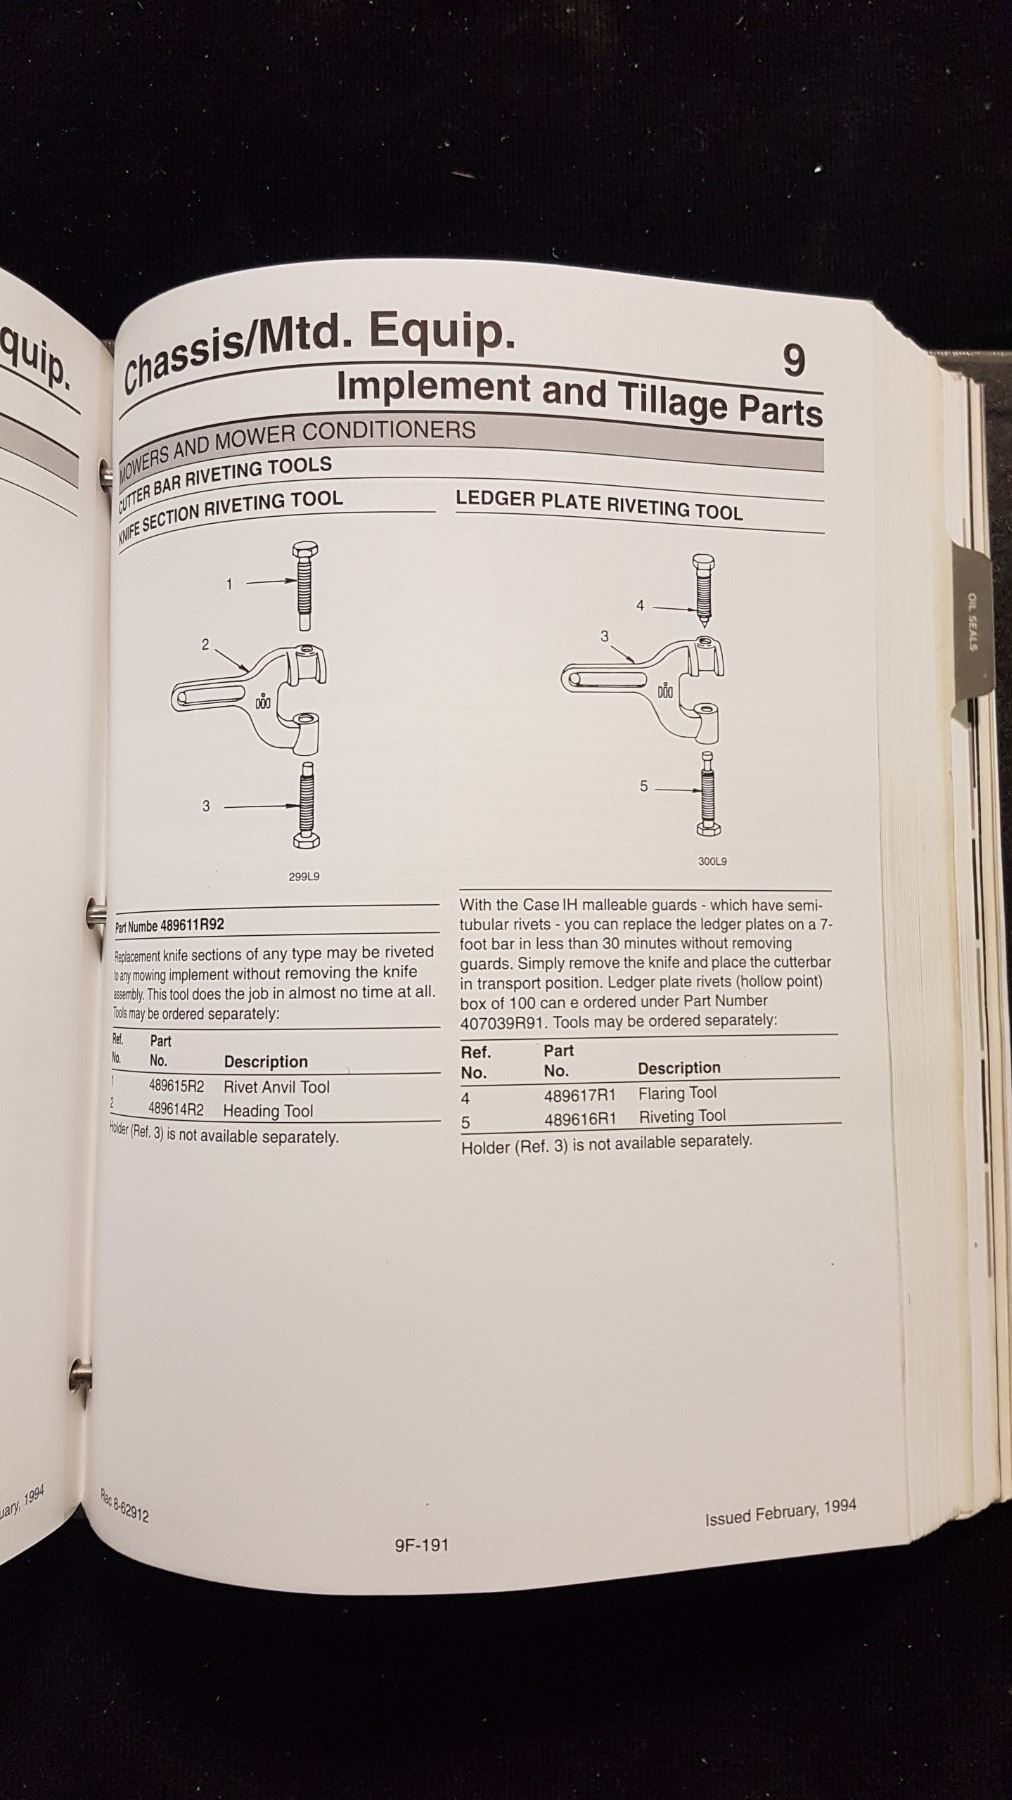 quip.
uary, 1994
Chassis/Mtd. Equip.
9
Implement and Tillage Parts
MOWERS AND MOWER CONDITIONERS
CUTTER BAR RIVETING TOOLS
KNIFE SECTION RIVETING TOOL
1
2
3
299L9
Part Numbe 489611R92
Replacement knife sections of any type may be riveted
to any mowing implement without removing the knife
assembly. This tool does the job in almost no time at all.
Tools may be ordered separately:
Ref. Part
No. No. Description
1 489615R2 Rivet Anvil Tool
2 489614R2 Heading Tool
Holder (Ref. 3) is not available separately.
LEDGER PLATE RIVETING TOOL
4
3
5
300L9
With the Case IH malleable guards - which have semi-
tubular rivets - you can replace the ledger plates on a 7-
foot bar in less than 30 minutes without removing
guards. Simply remove the knife and place the cutterbar
in transport position. Ledger plate rivets (hollow point)
box of 100 can e ordered under Part Number
407039R91. Tools may be ordered separately:
Ref. Part
No. No. Description
4 489617R1 Flaring Tool
5 489616R1 Riveting Tool
Holder (Ref. 3) is not available separately.
Rac 8-62912
9F-191
Issued February, 1994
OIL SEALS